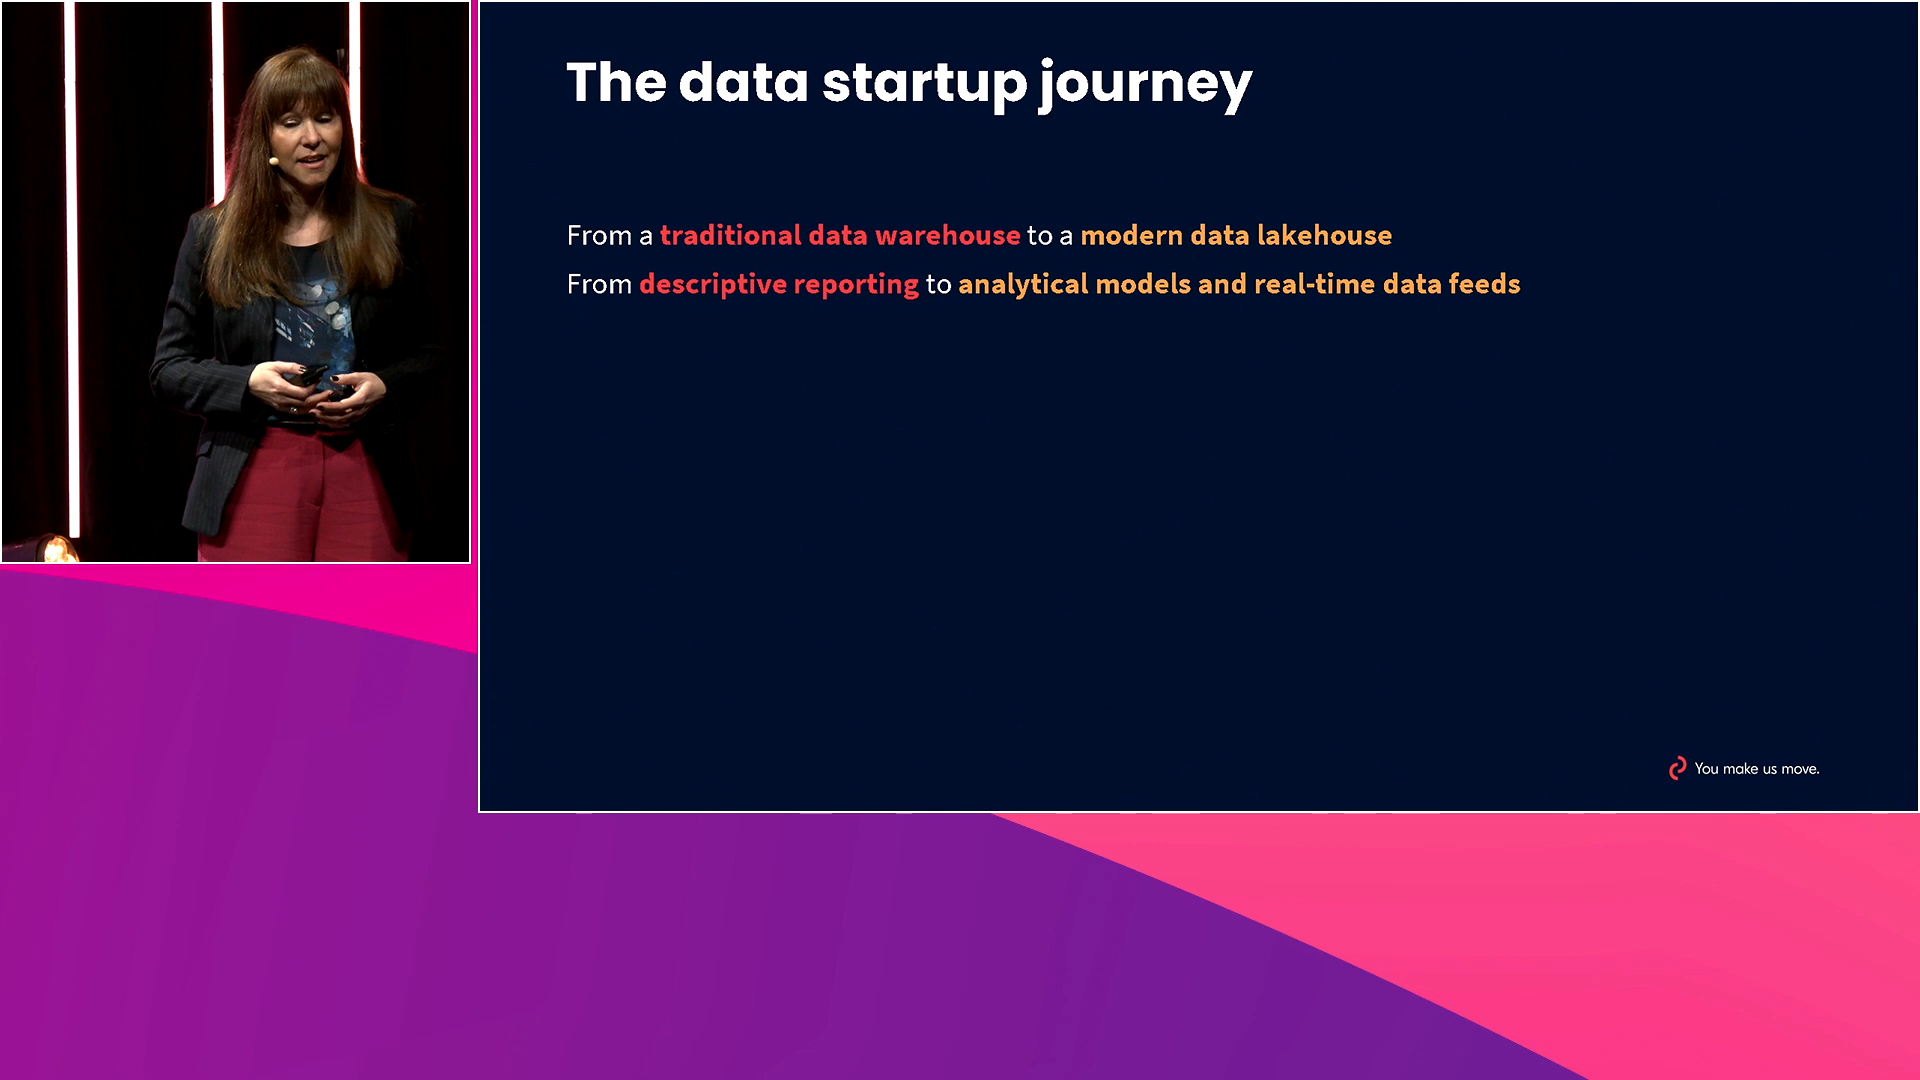 The data startup journey
From a traditional data warehouse to a modern data lakehouse
From descriptive reporting to analytical models and real-time data feeds
You make us move.